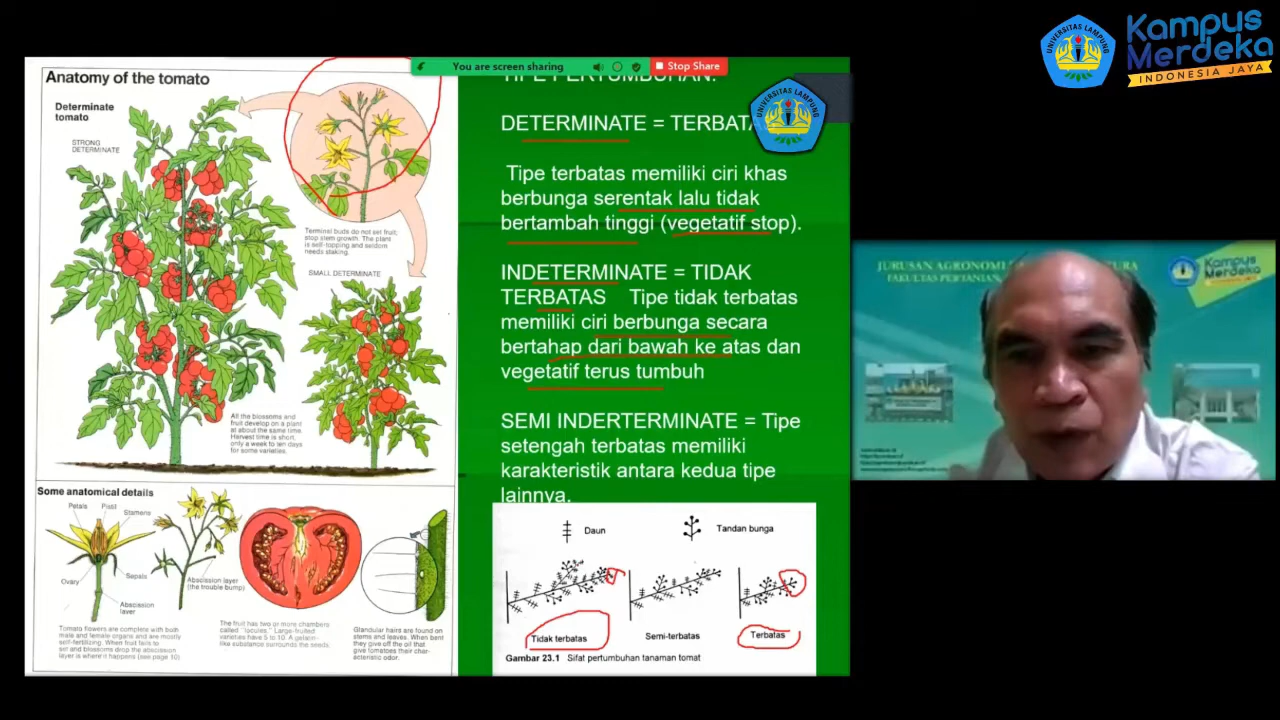 UNIVERSITAS LAMPUNG
Kampus
Merdeka
INDONESIA JAYA
You are screen sharing
Stop Share
Anatomy of the tomato
Determinate
tomato
STRONG
DETERMINATE
Terminal buds do not set fruit,
stop stem growth. The plant
is self-topping and seldom
needs staking.
SMALL DETERMINATE
All the blossoms and
fruit develop on a plant
at about the same time.
Harvest time is short,
only a week to ten days
for some varieties.
Some anatomical details
Petals
Pistil
Stamens
Ovary
Sepals
Abscission
layer
Abscission layer
(the trouble bump)
Tomato flowers are complete with both
male and female organs and are mostly
self-fertilizing. When fruit fails to
set and blossoms drop the abscission
layer is where it happens (see page 10)
The fruit has two or more chambers
called "locules." Large-fruited
varieties have 5 to 10. A gelatin-
like substance surrounds the seeds.
Glandular hairs are found on
stems and leaves. When bent
they give off the oil that
give tomatoes their char-
acteristic odor.
TIPE PERTUMBUHAN:
DETERMINATE = TERBATA
UNIVERSITAS LAMPUNG
Tipe terbatas memiliki ciri khas
berbunga serentak lalu tidak
bertambah tinggi (vegetatif stop).
INDETERMINATE = TIDAK
TERBATAS Tipe tidak terbatas
memiliki ciri berbunga secara
bertahap dari bawah ke atas dan
vegetatif terus tumbuh
SEMI INDERTERMINATE = Tipe
setengah terbatas memiliki
karakteristik antara kedua tipe
lainnya.
Daun
Tandan bunga
Tidak terbatas
Semi-terbatas
Terbatas
Gambar 23.1 Sifat pertumbuhan tanaman tomat
JURUSAN AGRONOMI
FAKULTAS PERTANIAN,
Kampus
Merdeka